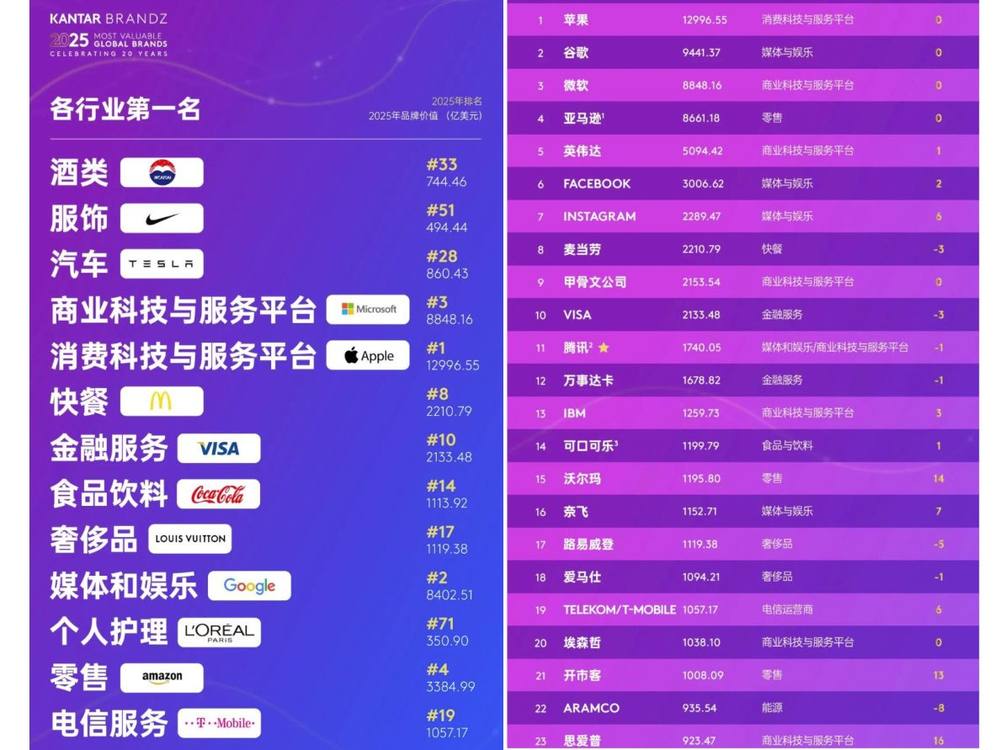 KANTAR BRANDZ
2025 MOST VALUABLE GLOBAL BRANDS
CELEBRATING 20 YEARS
各行业第一名
2025年排名
2025年品牌价值 (亿美元)
酒类 MOUTAI #33
744.46
服饰 #51
494.44
汽车 TESLA #28
860.43
商业科技与服务平台 Microsoft #3
8848.16
消费科技与服务平台 Apple #1
12996.55
快餐 #8
2210.79
金融服务 VISA #10
2133.48
食品饮料 Coca-Cola #14
1113.92
奢侈品 LOUIS VUITTON #17
1119.38
媒体和娱乐 Google #2
8402.51
个人护理 L'ORÉAL PARIS #71
350.90
零售 amazon #4
3384.99
电信服务 T Mobile #19
1057.17
1 苹果 12996.55 消费科技与服务平台 0
2 谷歌 9441.37 媒体与娱乐 0
3 微软 8848.16 商业科技与服务平台 0
4 亚马逊¹ 8661.18 零售 0
5 英伟达 5094.42 商业科技与服务平台 1
6 FACEBOOK 3006.62 媒体与娱乐 2
7 INSTAGRAM 2289.47 媒体与娱乐 6
8 麦当劳 2210.79 快餐 -3
9 甲骨文公司 2153.54 商业科技与服务平台 0
10 VISA 2133.48 金融服务 -3
11 腾讯² ★ 1740.05 媒体和娱乐/商业科技与服务平台 -1
12 万事达卡 1678.82 金融服务 -1
13 IBM 1259.73 商业科技与服务平台 3
14 可口可乐³ 1199.79 食品与饮料 1
15 沃尔玛 1195.80 零售 14
16 奈飞 1152.71 媒体与娱乐 7
17 路易威登 1119.38 奢侈品 -5
18 爱马仕 1094.21 奢侈品 -1
19 TELEKOM/T-MOBILE 1057.17 电信运营商 6
20 埃森哲 1038.10 商业科技与服务平台 0
21 开市客 1008.09 零售 13
22 ARAMCO 935.54 能源 -8
23 思爱普 923.47 商业科技与服务平台 16